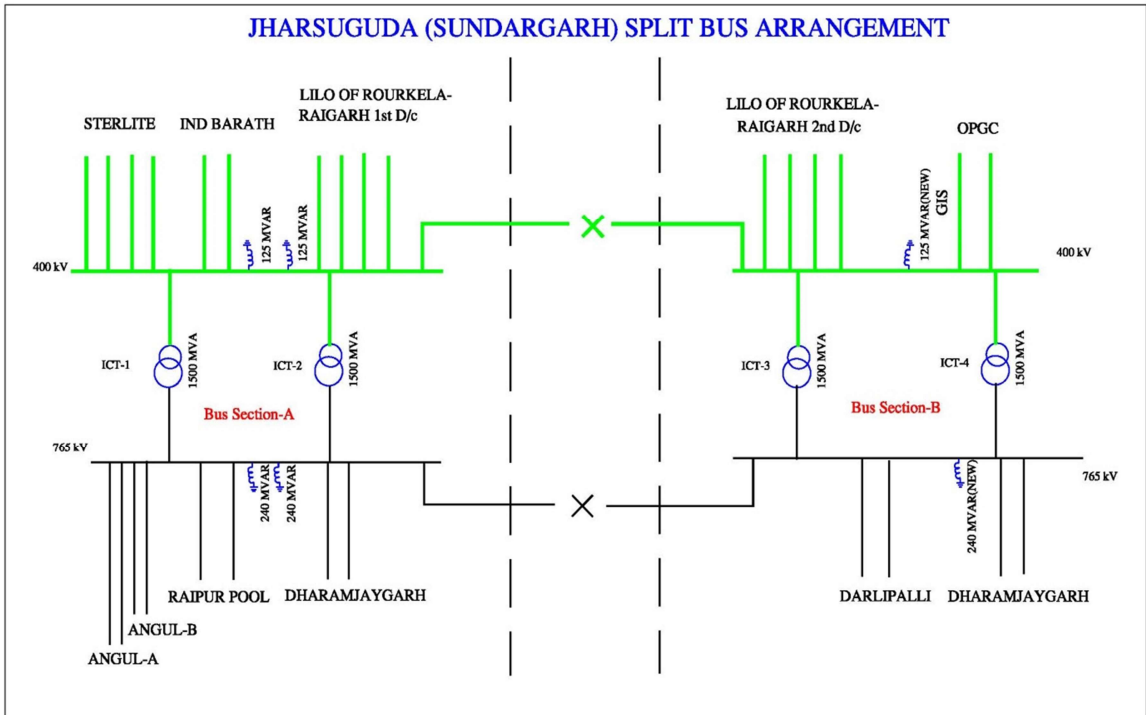 JHARSUGUDA (SUNDARGARH) SPLIT BUS ARRANGEMENT
STERLITE
IND BARATH
LILO OF ROURKELA-
RAIGARH 1st D/c
125 MVAR
125 MVAR
400 kV
ICT-1
1500 MVA
ICT-2
1500 MVA
Bus Section-A
765 kV
240 MVAR
240 MVAR
RAIPUR POOL
DHARAMJAYGARH
ANGUL-B
ANGUL-A
LILO OF ROURKELA-
RAIGARH 2nd D/c
OPGC
125 MVAR(NEW)
GIS
400 kV
ICT-3
1500 MVA
ICT-4
1500 MVA
Bus Section-B
765 kV
240 MVAR(NEW)
DARLIPALLI
DHARAMJAYGARH